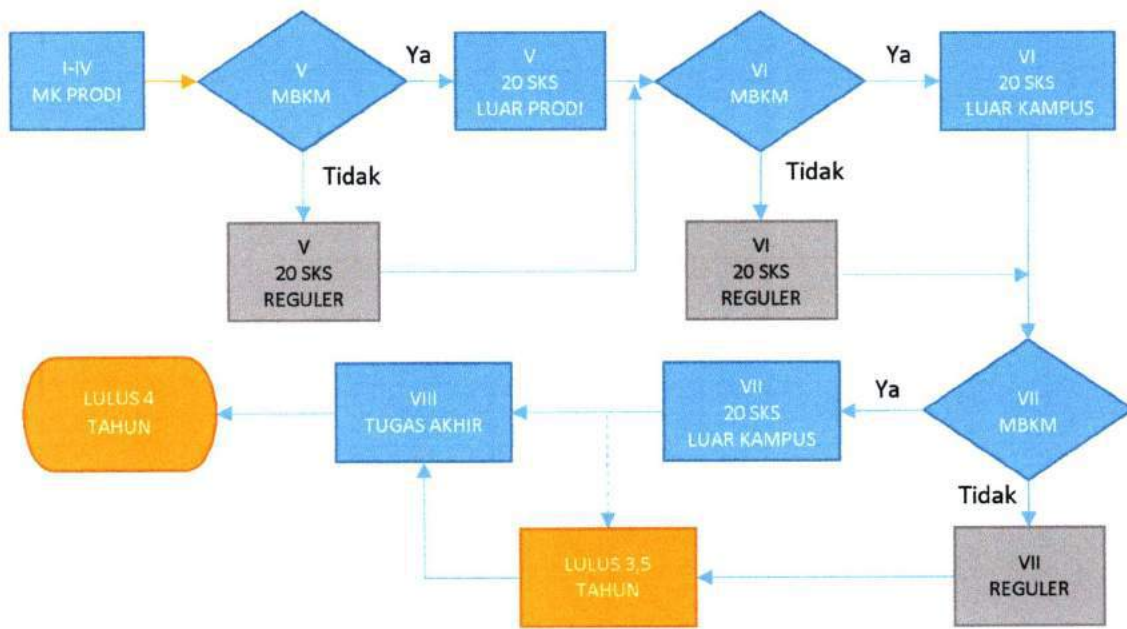 I-IV
MK PRODI
V
MBKM
Ya
V
20 SKS
LUAR PRODI
VI
MBKM
Ya
VI
20 SKS
LUAR KAMPUS
Tidak
V
20 SKS
REGULER
Tidak
VI
20 SKS
REGULER
LULUS 4
TAHUN
VIII
TUGAS AKHIR
VII
20 SKS
LUAR KAMPUS
Ya
VII
MBKM
Tidak
LULUS 3,5
TAHUN
VII
REGULER